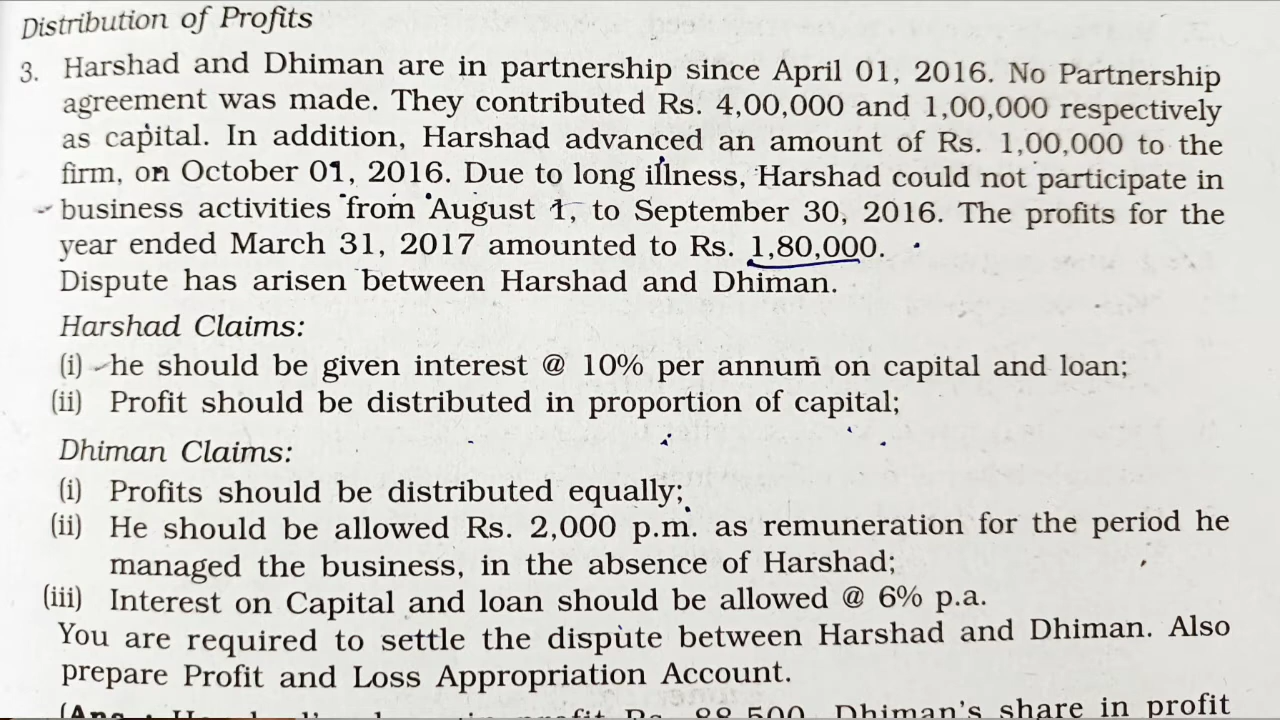 Distribution of Profits
3. Harshad and Dhiman are in partnership since April 01, 2016. No Partnership
agreement was made. They contributed Rs. 4,00,000 and 1,00,000 respectively
as capital. In addition, Harshad advanced an amount of Rs. 1,00,000 to the
firm, on October 01, 2016. Due to long illness, Harshad could not participate in
business activities from August 1, to September 30, 2016. The profits for the
year ended March 31, 2017 amounted to Rs. 1,80,000.
Dispute has arisen between Harshad and Dhiman.
Harshad Claims:
(i) he should be given interest @ 10% per annum on capital and loan;
(ii) Profit should be distributed in proportion of capital;
Dhiman Claims:
(i) Profits should be distributed equally;
(ii) He should be allowed Rs. 2,000 p.m. as remuneration for the period he
managed the business, in the absence of Harshad;
(iii) Interest on Capital and loan should be allowed @ 6% p.a.
You are required to settle the dispute between Harshad and Dhiman. Also
prepare Profit and Loss Appropriation Account.
Rs. 88,500, Dhiman's share in profit